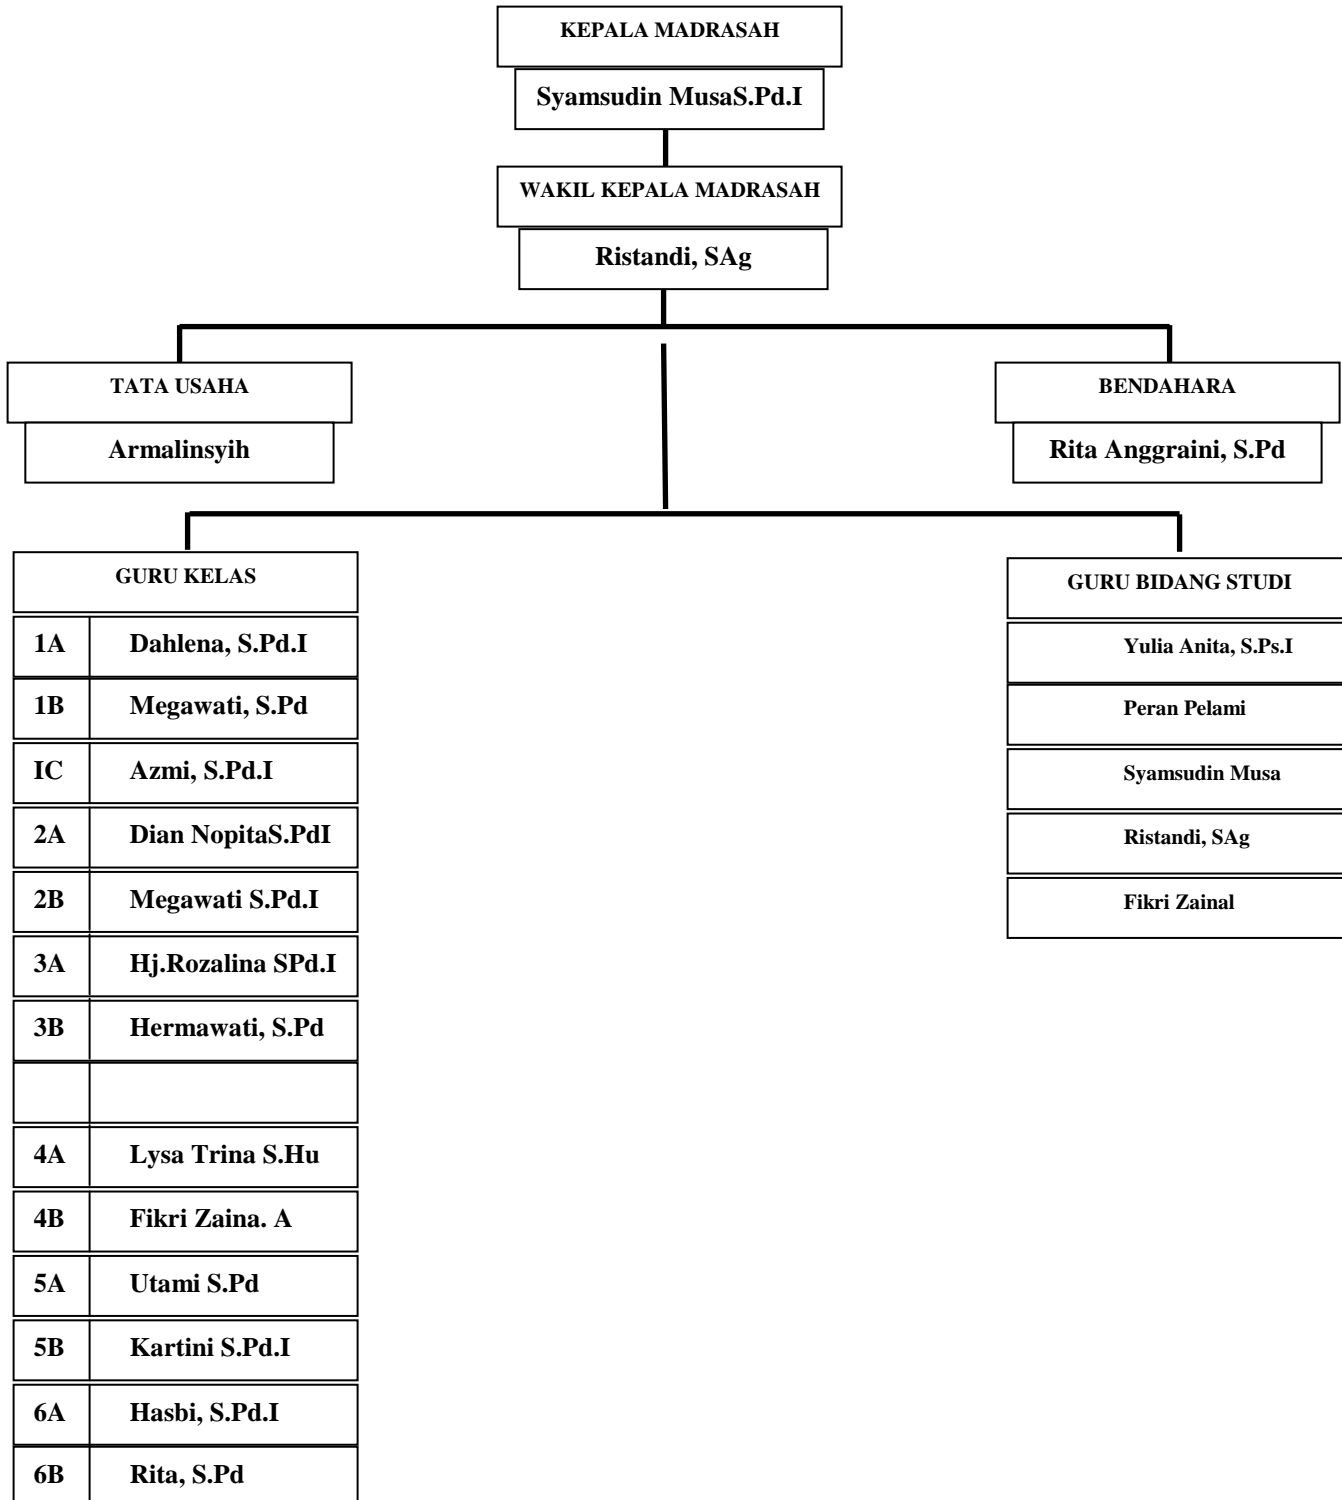 KEPALA MADRASAH
Syamsudin MusaS.Pd.I
WAKIL KEPALA MADRASAH
Ristandi, SAg
TATA USAHA
Armalinsyih
BENDAHARA
Rita Anggraini, S.Pd
GURU KELAS
1A Dahlena, S.Pd.I
1B Megawati, S.Pd
IC Azmi, S.Pd.I
2A Dian NopitaS.PdI
2B Megawati S.Pd.I
3A Hj.Rozalina SPd.I
3B Hermawati, S.Pd
4A Lysa Trina S.Hu
4B Fikri Zaina. A
5A Utami S.Pd
5B Kartini S.Pd.I
6A Hasbi, S.Pd.I
6B Rita, S.Pd
GURU BIDANG STUDI
Yulia Anita, S.Ps.I
Peran Pelami
Syamsudin Musa
Ristandi, SAg
Fikri Zainal